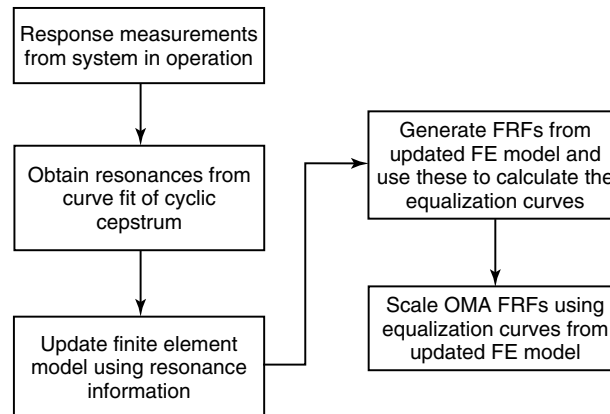 Response measurements
from system in operation
Obtain resonances from
curve fit of cyclic
cepstrum
Update finite element
model using resonance
information
Generate FRFs from
updated FE model and
use these to calculate the
equalization curves
Scale OMA FRFs using
equalization curves from
updated FE model